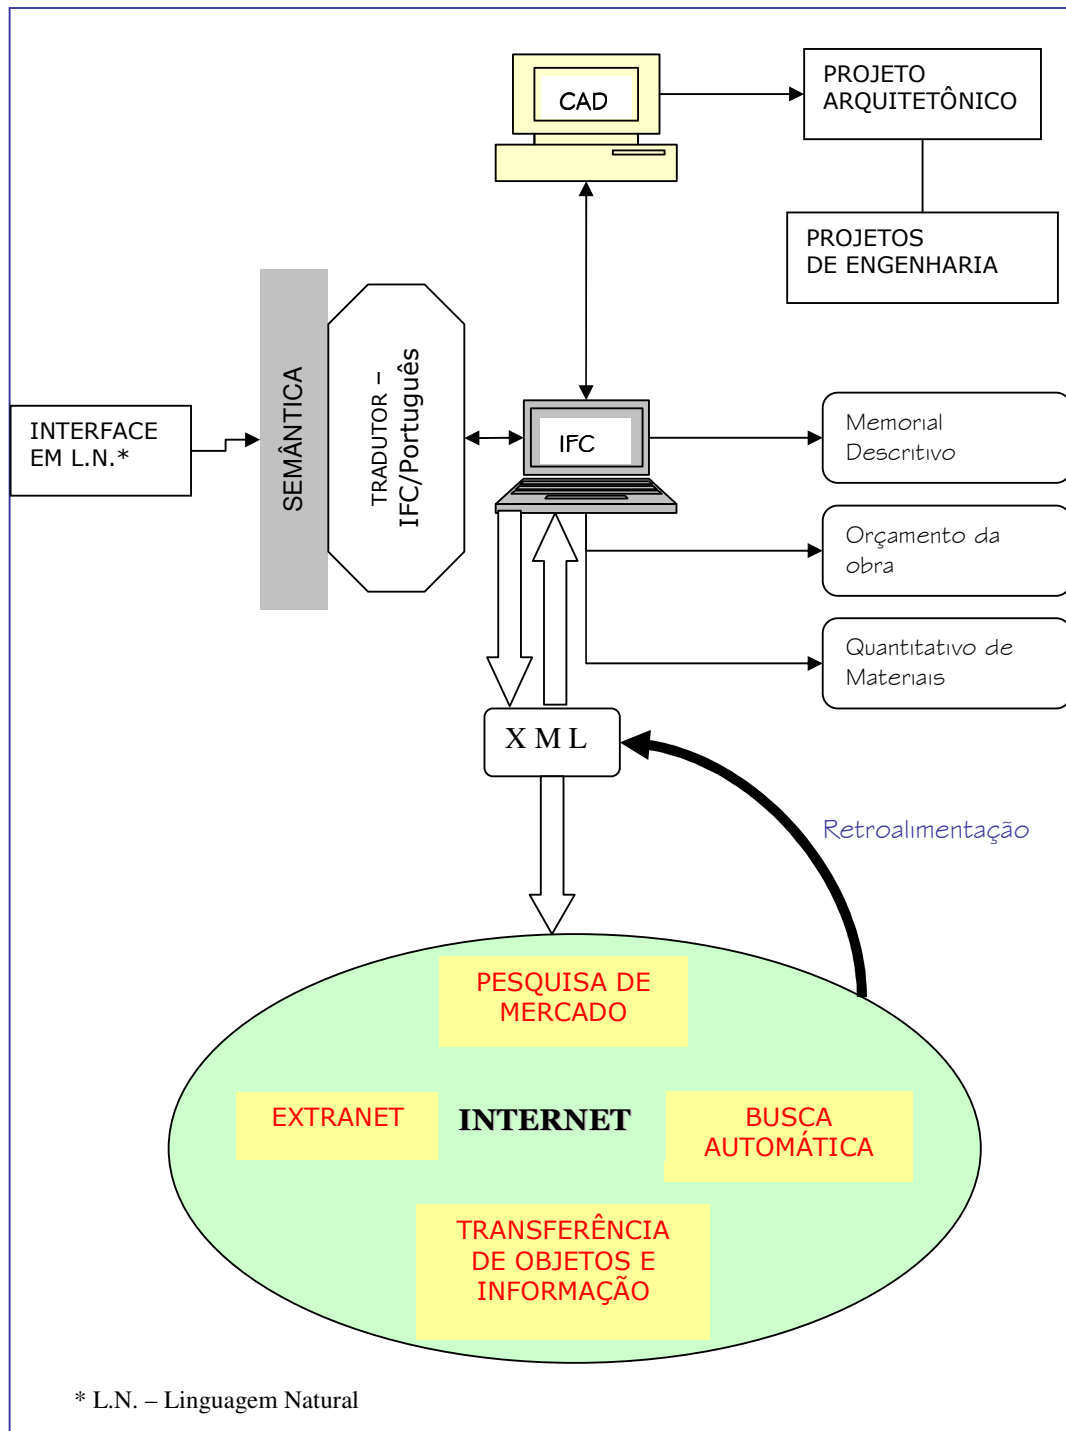 CAD
PROJETO
ARQUITETÔNICO
PROJETOS
DE ENGENHARIA
INTERFACE
EM L.N.*
SEMÂNTICA
TRADUTOR –
IFC/Português
IFC
Memorial
Descritivo
Orçamento da
obra
Quantitativo de
Materiais
X M L
Retroalimentação
PESQUISA DE
MERCADO
EXTRANET
INTERNET
BUSCA
AUTOMÁTICA
TRANSFERÊNCIA
DE OBJETOS E
INFORMAÇÃO
* L.N. – Linguagem Natural